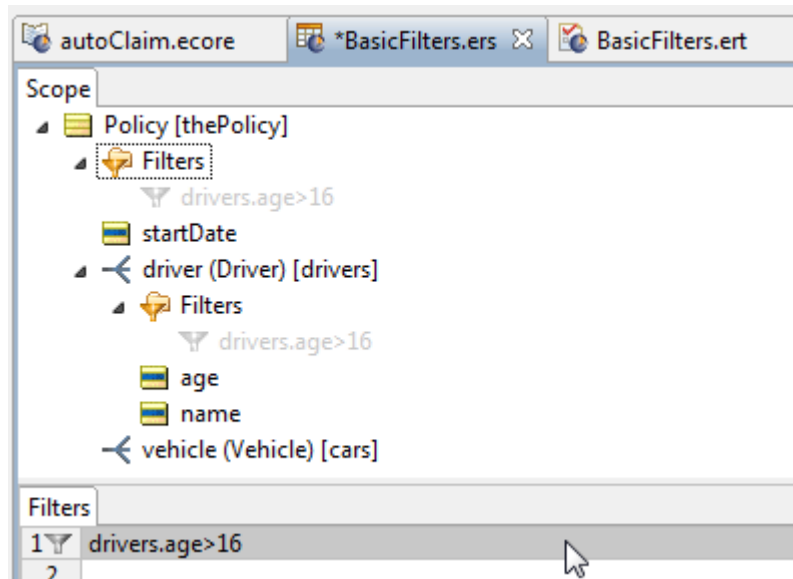 autoClaim.ecore *BasicFilters.ers BasicFilters.ert
Scope
Policy [thePolicy]
Filters
drivers.age>16
startDate
driver (Driver) [drivers]
Filters
drivers.age>16
age
name
vehicle (Vehicle) [cars]
Filters
1 drivers.age>16
2